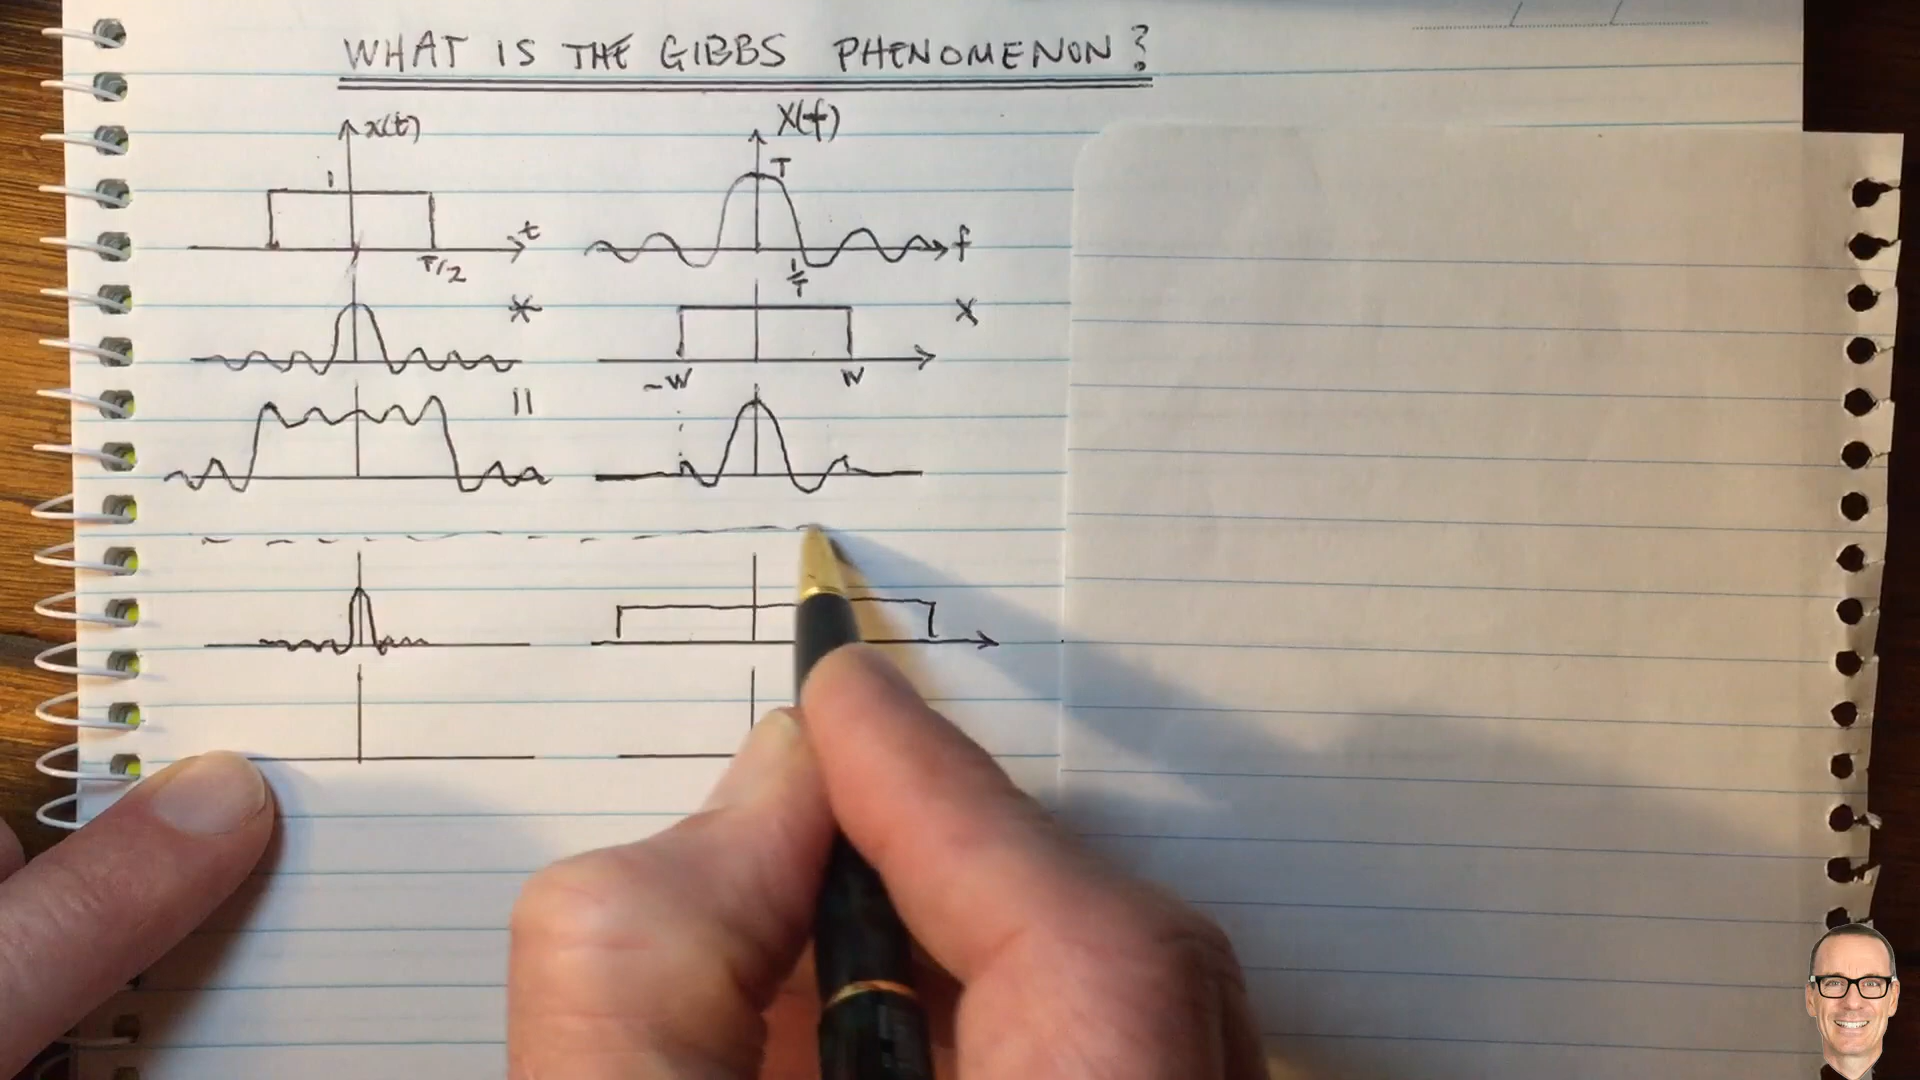 WHAT IS THE GIBBS PHENOMENON?
x(t) X(f)
1 T
t f
T/2 1/T
* X
-W W
||